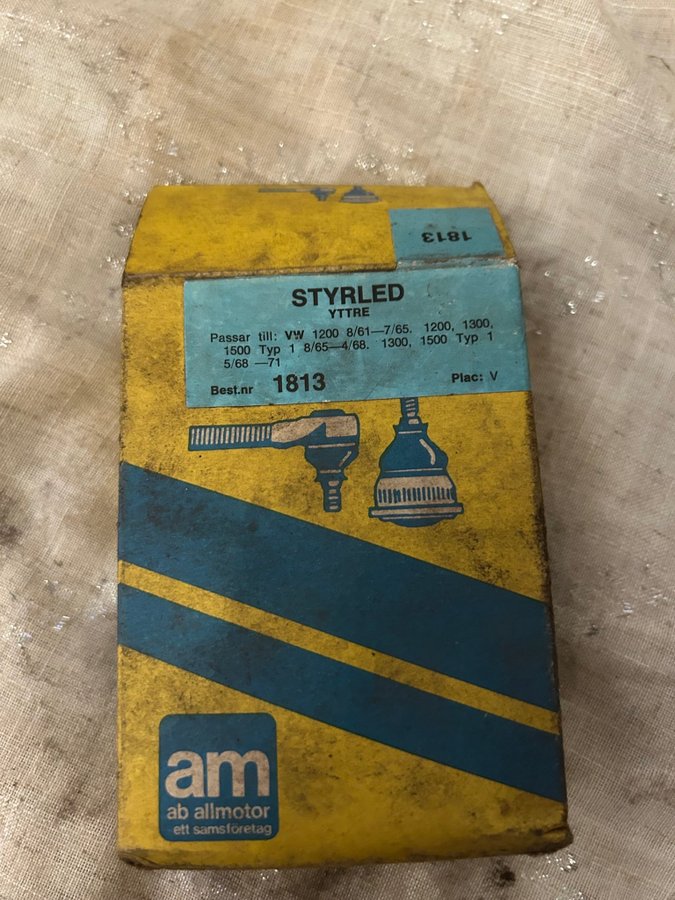 1813
STYRLED
YTTRE
Passar till: VW 1200 8/61—7/65. 1200, 1300,
1500 Typ 1 8/65—4/68. 1300, 1500 Typ 1
5/68 —71
Best.nr 1813 Plac: V
am
ab allmotor
ett samsföretag